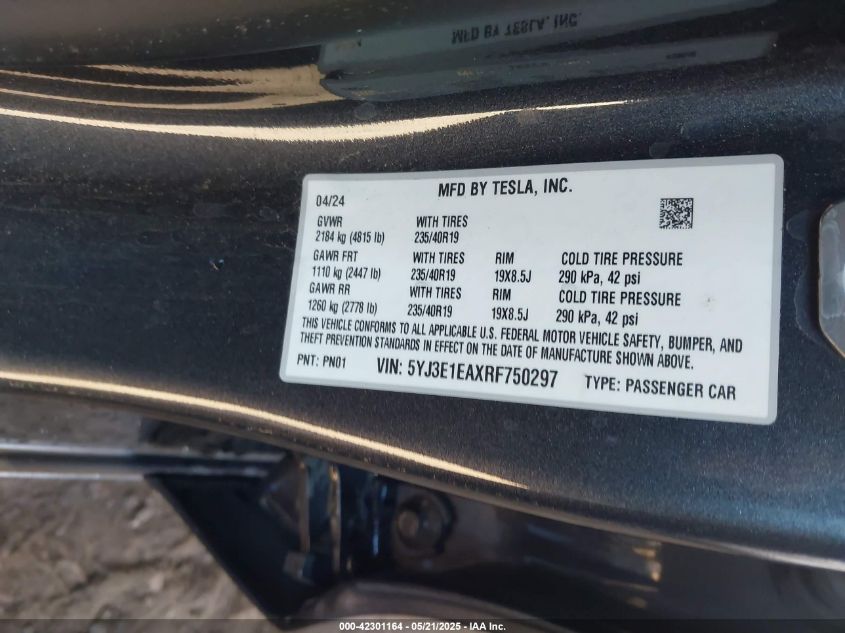 MFD BY TESLA, INC.
MFD BY TESLA, INC.
04/24
GVWR WITH TIRES
2184 kg (4815 lb) 235/40R19
GAWR FRT WITH TIRES RIM COLD TIRE PRESSURE
1110 kg (2447 lb) 235/40R19 19X8.5J 290 kPa, 42 psi
GAWR RR WITH TIRES RIM COLD TIRE PRESSURE
1260 kg (2778 lb) 235/40R19 19X8.5J 290 kPa, 42 psi
THIS VEHICLE CONFORMS TO ALL APPLICABLE U.S. FEDERAL MOTOR VEHICLE SAFETY, BUMPER, AND
THEFT PREVENTION STANDARDS IN EFFECT ON THE DATE OF MANUFACTURE SHOWN ABOVE.
PNT: PN01 VIN: 5YJ3E1EAXRF750297 TYPE: PASSENGER CAR
000-42301164 - 05/21/2025 - IAA Inc.